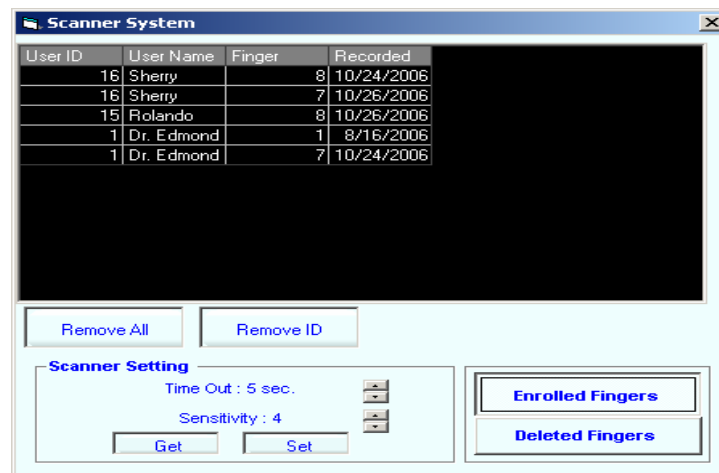 Scanner System
User ID User Name Finger Recorded
16 Sherry 8 10/24/2006
16 Sherry 7 10/26/2006
15 Rolando 8 10/26/2006
1 Dr. Edmond 1 8/16/2006
1 Dr. Edmond 7 10/24/2006
Remove All Remove ID
Scanner Setting
Time Out : 5 sec.
Sensitivity : 4
Get Set
Enrolled Fingers
Deleted Fingers